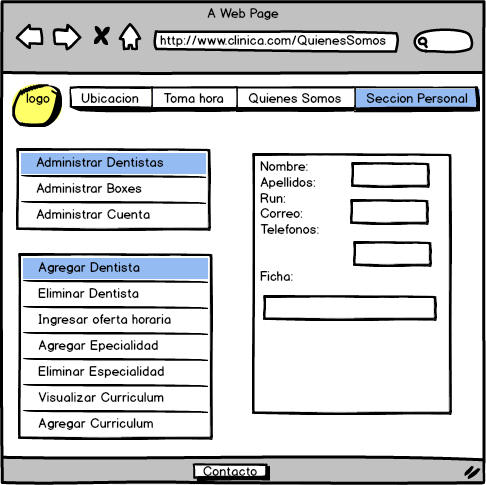 A Web Page
http://www.clinica.com/QuienesSomos
logo
Ubicacion
Toma hora
Quienes Somos
Seccion Personal
Administrar Dentistas
Administrar Boxes
Administrar Cuenta
Agregar Dentista
Eliminar Dentista
Ingresar oferta horaria
Agregar Epecialidad
Eliminar Especialidad
Visualizar Curriculum
Agregar Curriculum
Nombre:
Apellidos:
Run:
Correo:
Telefonos:
Ficha:
Contacto